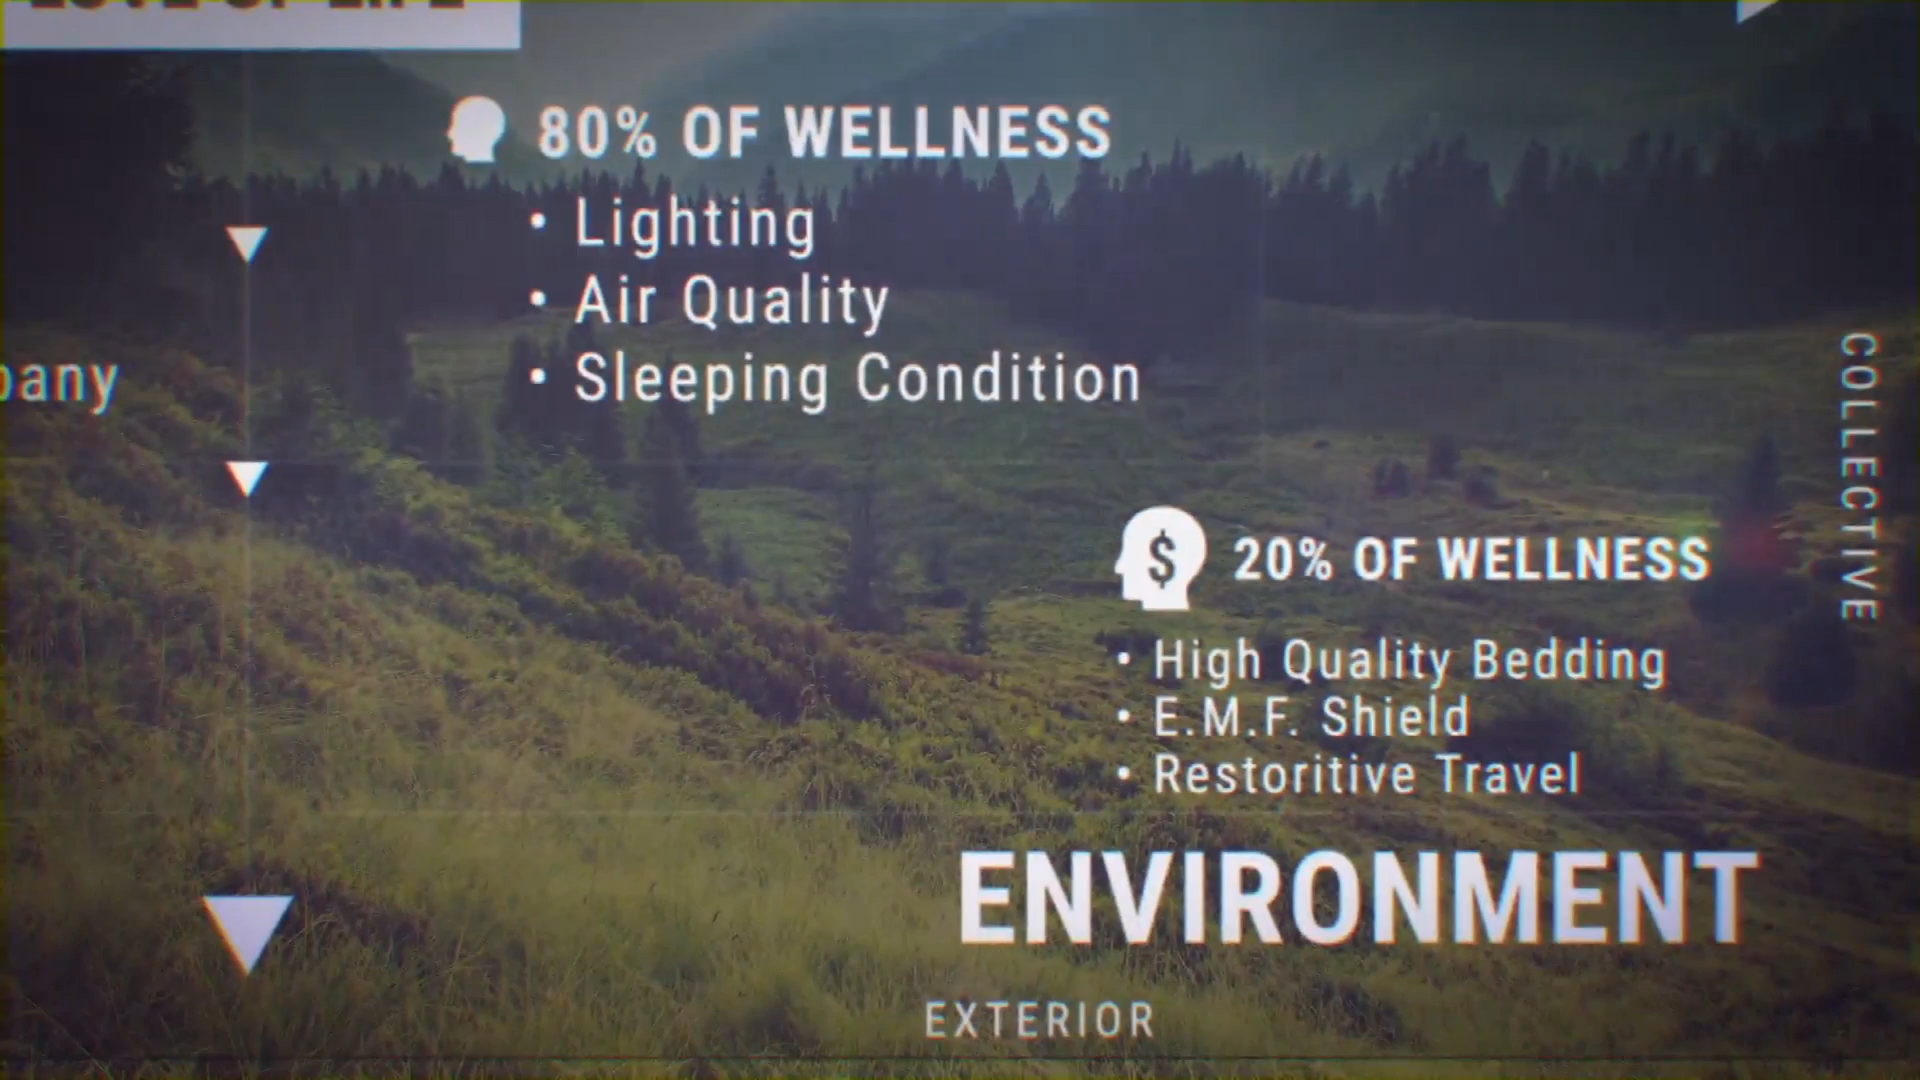 80% OF WELLNESS
• Lighting
• Air Quality
• Sleeping Condition
COLLECTIVE
$ 20% OF WELLNESS
• High Quality Bedding
• E.M.F. Shield
• Restoritive Travel
ENVIRONMENT
EXTERIOR